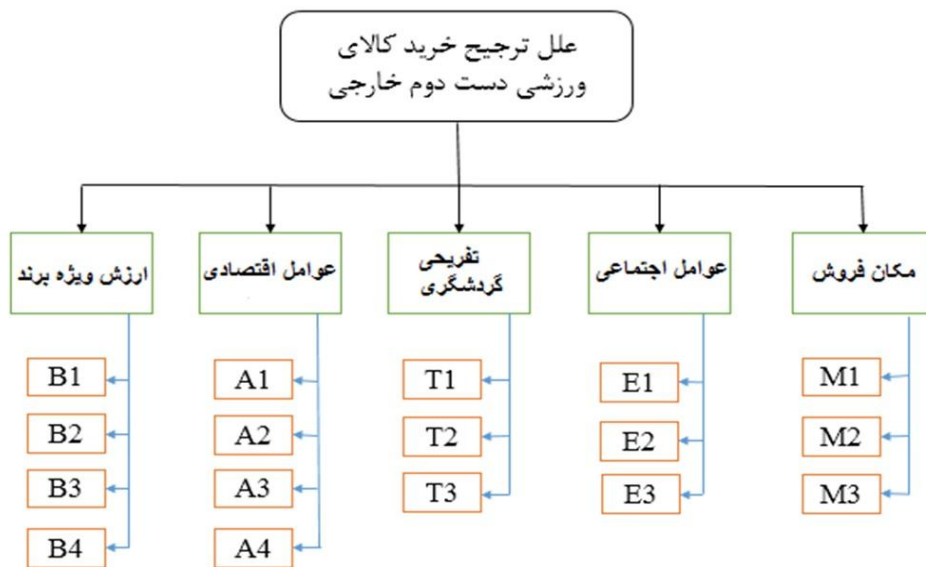 علل ترجیح خرید کالای
ورزشی دست دوم خارجی
مکان فروش
عوامل اجتماعی
تفریحی
گردشگری
عوامل اقتصادی
ارزش ویژه برند
M1
M2
M3
E1
E2
E3
T1
T2
T3
A1
A2
A3
A4
B1
B2
B3
B4